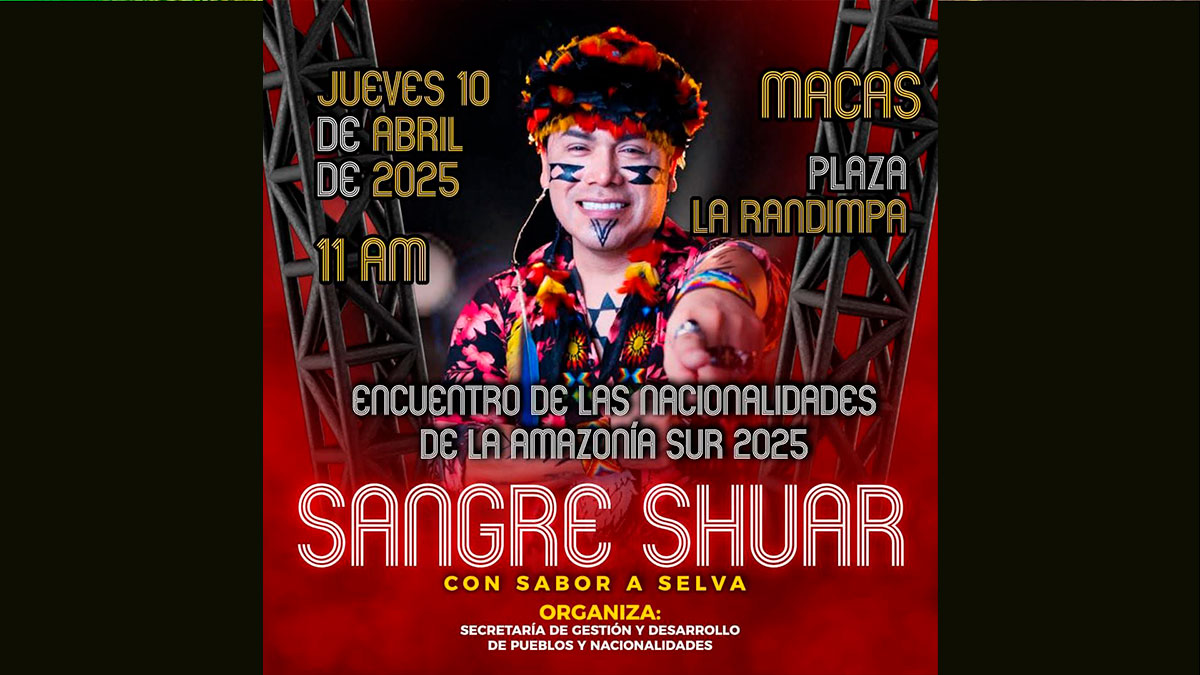 JUEVES 10
DE ABRIL
DE 2025
11 AM
MACAS
PLAZA
LA RANDIMPA
ENCUENTRO DE LAS NACIONALIDADES
DE LA AMAZONÍA SUR 2025
SANGRE SHUAR
CON SABOR A SELVA
ORGANIZA:
SECRETARÍA DE GESTIÓN Y DESARROLLO
DE PUEBLOS Y NACIONALIDADES